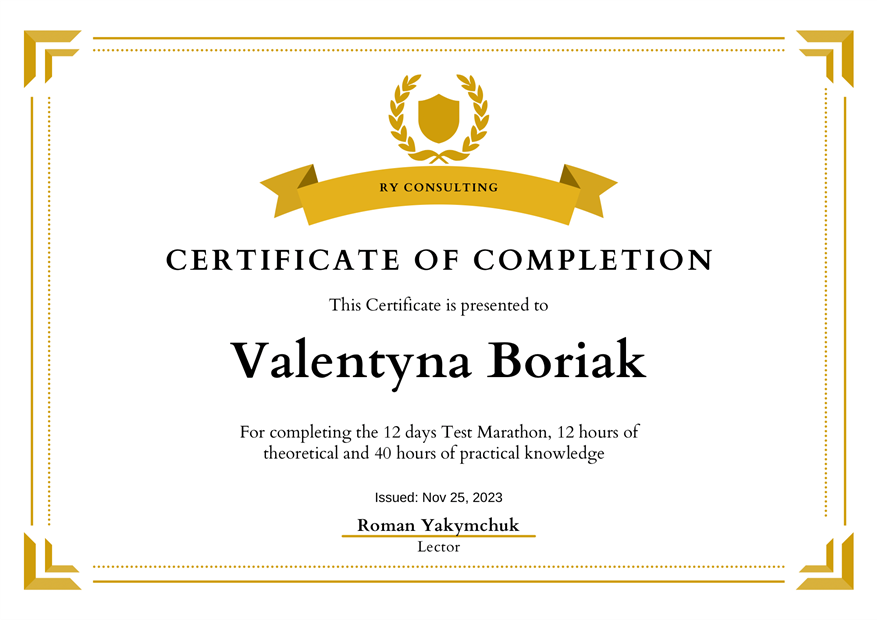 RY CONSULTING
CERTIFICATE OF COMPLETION
This Certificate is presented to
Valentyna Boriak
For completing the 12 days Test Marathon, 12 hours of
theoretical and 40 hours of practical knowledge
Issued: Nov 25, 2023
Roman Yakymchuk
Lector